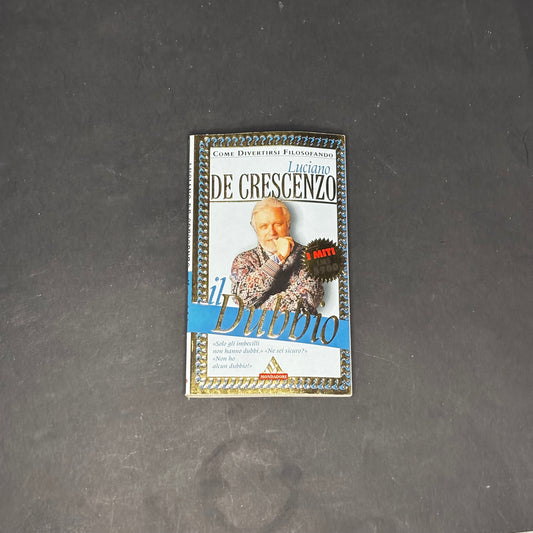 COME DIVERTIRSI FILOSOFANDO
Luciano
DE CRESCENZO
I MITI
il
Dubbio
«Solo gli imbecilli
non hanno dubbi.» «Ne sei sicuro?»
«Non ho
alcun dubbio!»
MONDADORI